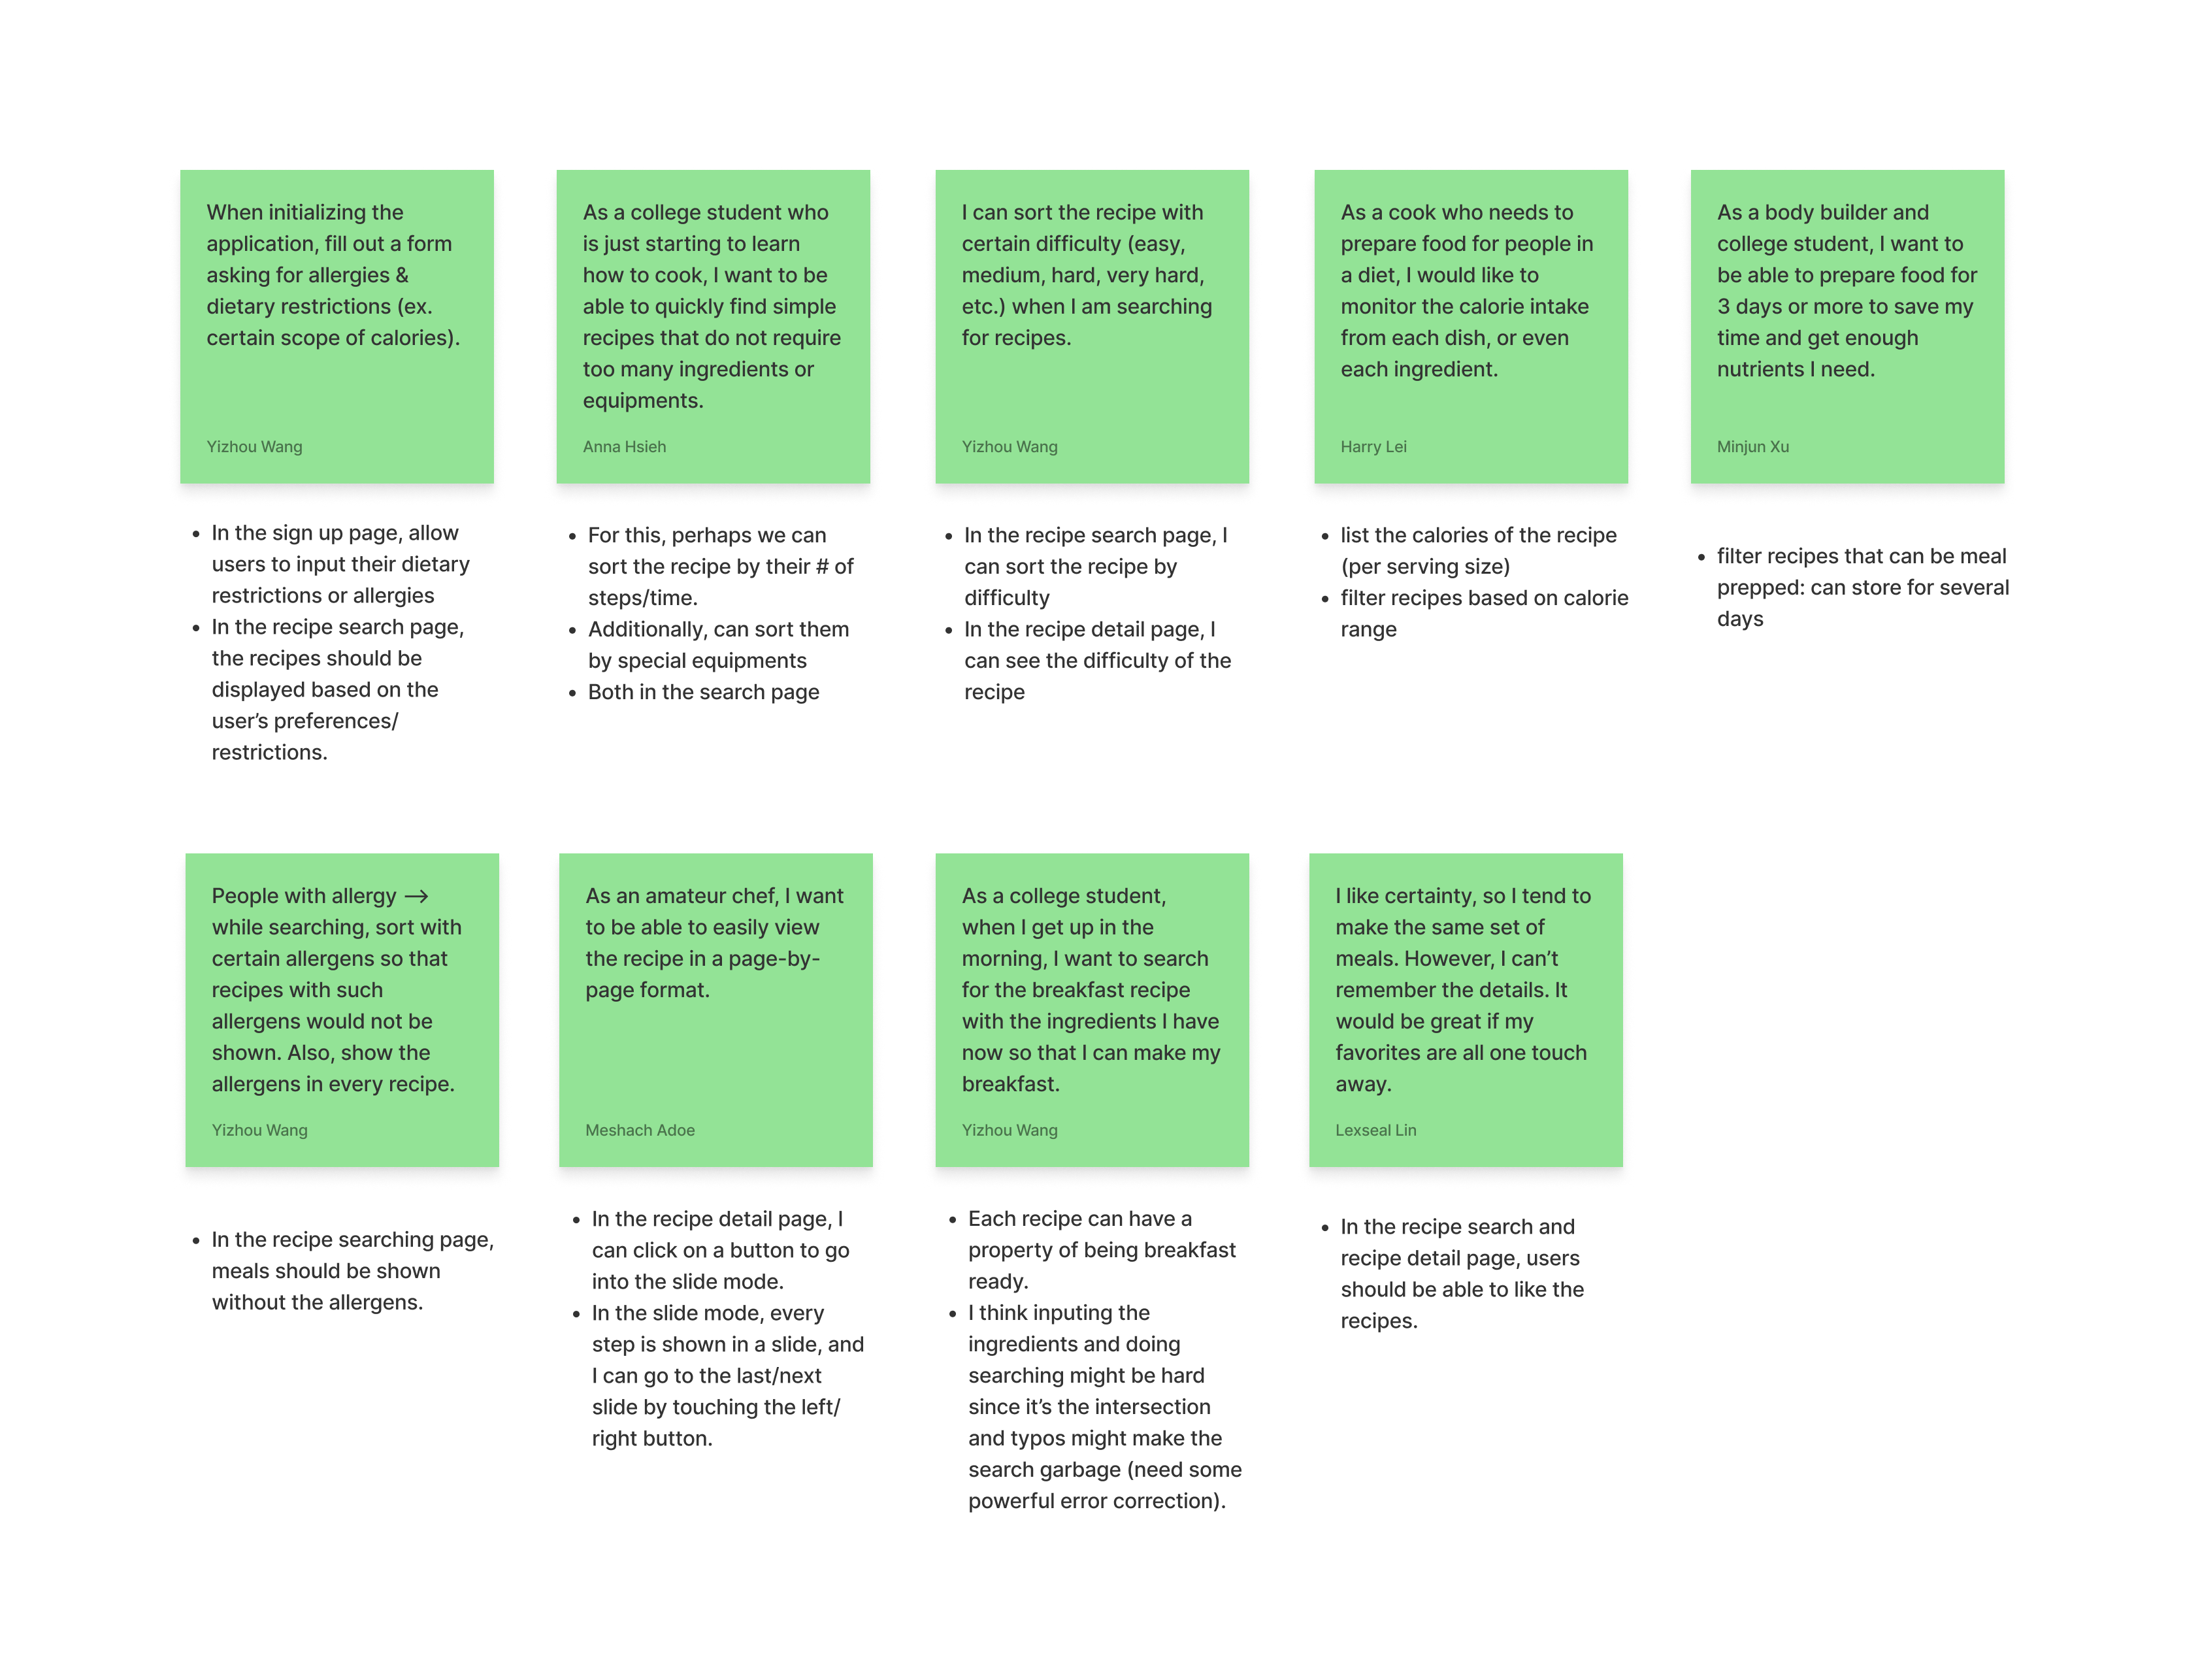 When initializing the
application, fill out a form
asking for allergies &
dietary restrictions (ex.
certain scope of calories).
Yizhou Wang
• In the sign up page, allow
users to input their dietary
restrictions or allergies
• In the recipe search page,
the recipes should be
displayed based on the
user’s preferences/
restrictions.
As a college student who
is just starting to learn
how to cook, I want to be
able to quickly find simple
recipes that do not require
too many ingredients or
equipments.
Anna Hsieh
• For this, perhaps we can
sort the recipe by their # of
steps/time.
• Additionally, can sort them
by special equipments
• Both in the search page
I can sort the recipe with
certain difficulty (easy,
medium, hard, very hard,
etc.) when I am searching
for recipes.
Yizhou Wang
• In the recipe search page, I
can sort the recipe by
difficulty
• In the recipe detail page, I
can see the difficulty of the
recipe
As a cook who needs to
prepare food for people in
a diet, I would like to
monitor the calorie intake
from each dish, or even
each ingredient.
Harry Lei
• list the calories of the recipe
(per serving size)
• filter recipes based on calorie
range
As a body builder and
college student, I want to
be able to prepare food for
3 days or more to save my
time and get enough
nutrients I need.
Minjun Xu
• filter recipes that can be meal
prepped: can store for several
days
People with allergy →
while searching, sort with
certain allergens so that
recipes with such
allergens would not be
shown. Also, show the
allergens in every recipe.
Yizhou Wang
• In the recipe searching page,
meals should be shown
without the allergens.
As an amateur chef, I want
to be able to easily view
the recipe in a page-by-
page format.
Meshach Adoe
• In the recipe detail page, I
can click on a button to go
into the slide mode.
• In the slide mode, every
step is shown in a slide, and
I can go to the last/next
slide by touching the left/
right button.
As a college student,
when I get up in the
morning, I want to search
for the breakfast recipe
with the ingredients I have
now so that I can make my
breakfast.
Yizhou Wang
• Each recipe can have a
property of being breakfast
ready.
• I think inputing the
ingredients and doing
searching might be hard
since it’s the intersection
and typos might make the
search garbage (need some
powerful error correction).
I like certainty, so I tend to
make the same set of
meals. However, I can’t
remember the details. It
would be great if my
favorites are all one touch
away.
Lexseal Lin
• In the recipe search and
recipe detail page, users
should be able to like the
recipes.